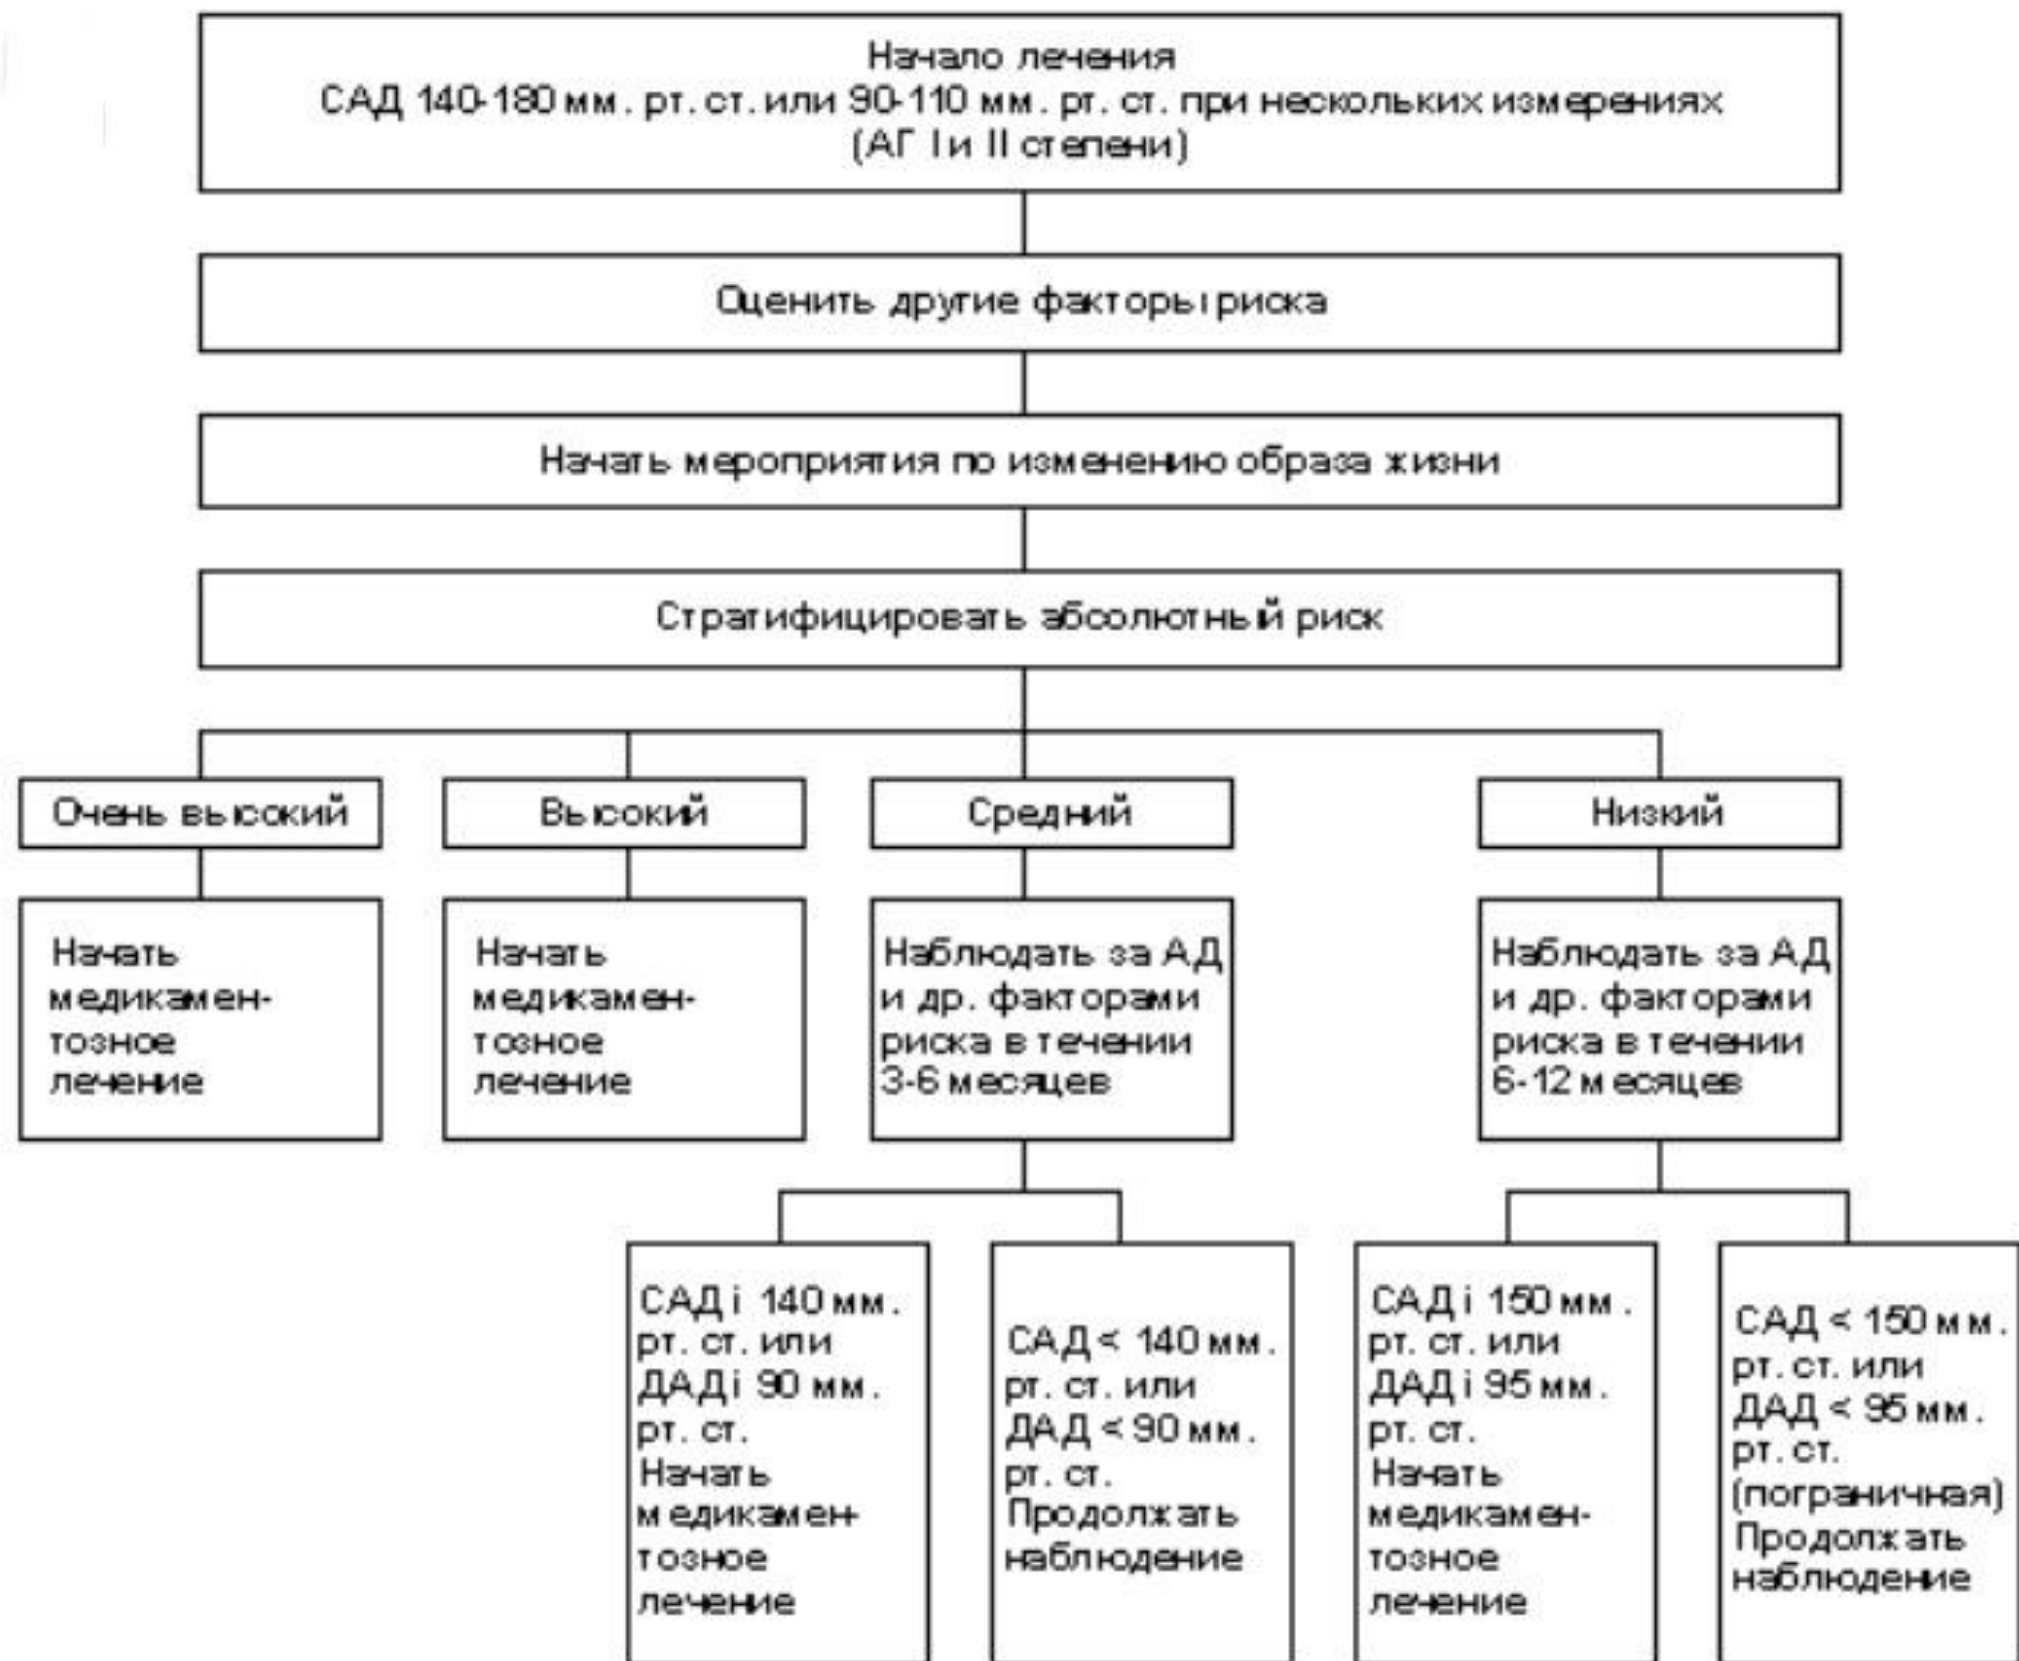 Начало лечения
САД 140-180 мм. рт. ст. или 90-110 мм. рт. ст. при нескольких измерениях
(АГ I и II степени)
Оценить другие факторы риска
Начать мероприятия по изменению образа жизни
Стратифицировать абсолютный риск
Очень высокий
Высокий
Средний
Низкий
Начать
медикамен-
тозное
лечение
Начать
медикамен-
тозное
лечение
Наблюдать за АД
и др. факторами
риска в течении
3-6 месяцев
Наблюдать за АД
и др. факторами
риска в течении
6-12 месяцев
САД i 140 мм.
рт. ст. или
ДАД i 90 мм.
рт. ст.
Начать
медикамен-
тозное
лечение
САД < 140 мм.
рт. ст. или
ДАД < 90 мм.
рт. ст.
Продолжать
наблюдение
САД i 150 мм.
рт. ст. или
ДАД i 95 мм.
рт. ст.
Начать
медикамен-
тозное
лечение
САД < 150 мм.
рт. ст. или
ДАД < 95 мм.
рт. ст.
(пограничная)
Продолжать
наблюдение